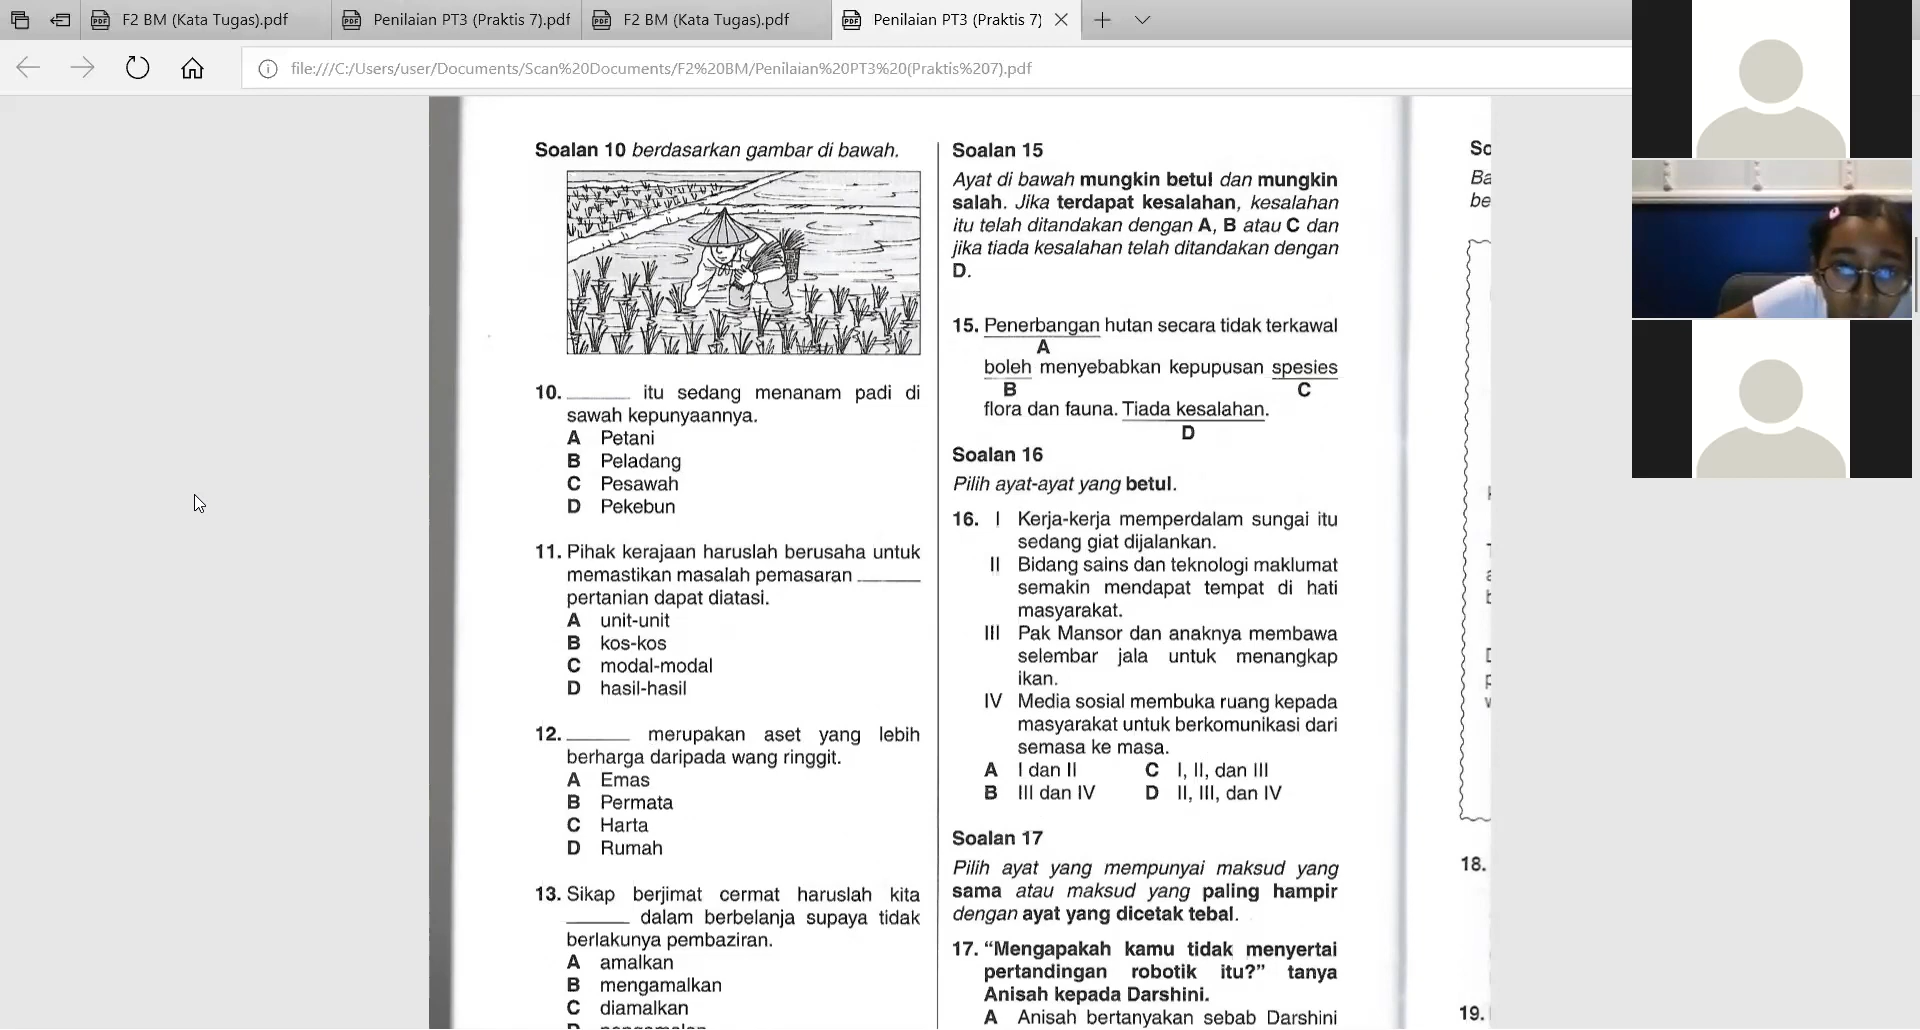 F2 BM (Kata Tugas).pdf
Penilaian PT3 (Praktis 7).pdf
F2 BM (Kata Tugas).pdf
Penilaian PT3 (Praktis 7)
file:///C:/Users/user/Documents/Scan%20Documents/F2%20BM/Penilaian%20PT3%20(Praktis%207).pdf
Soalan 10 berdasarkan gambar di bawah.
10. ______ itu sedang menanam padi di
sawah kepunyaannya.
A Petani
B Peladang
C Pesawah
D Pekebun
11. Pihak kerajaan haruslah berusaha untuk
memastikan masalah pemasaran ______
pertanian dapat diatasi.
A unit-unit
B kos-kos
C modal-modal
D hasil-hasil
12. ______ merupakan aset yang lebih
berharga daripada wang ringgit.
A Emas
B Permata
C Harta
D Rumah
13. Sikap berjimat cermat haruslah kita
______ dalam berbelanja supaya tidak
berlakunya pembaziran.
A amalkan
B mengamalkan
C diamalkan
Soalan 15
Ayat di bawah mungkin betul dan mungkin
salah. Jika terdapat kesalahan, kesalahan
itu telah ditandakan dengan A, B atau C dan
jika tiada kesalahan telah ditandakan dengan
D.
15. Penerbangan hutan secara tidak terkawal
A
boleh menyebabkan kepupusan spesies
B C
flora dan fauna. Tiada kesalahan.
D
Soalan 16
Pilih ayat-ayat yang betul.
16. I Kerja-kerja memperdalam sungai itu
sedang giat dijalankan.
II Bidang sains dan teknologi maklumat
semakin mendapat tempat di hati
masyarakat.
III Pak Mansor dan anaknya membawa
selembar jala untuk menangkap
ikan.
IV Media sosial membuka ruang kepada
masyarakat untuk berkomunikasi dari
semasa ke masa.
A I dan II C I, II, dan III
B III dan IV D II, III, dan IV
Soalan 17
Pilih ayat yang mempunyai maksud yang
sama atau maksud yang paling hampir
dengan ayat yang dicetak tebal.
17. “Mengapakah kamu tidak menyertai
pertandingan robotik itu?” tanya
Anisah kepada Darshini.
A Anisah bertanyakan sebab Darshini
So
Ba
be
18.
19.